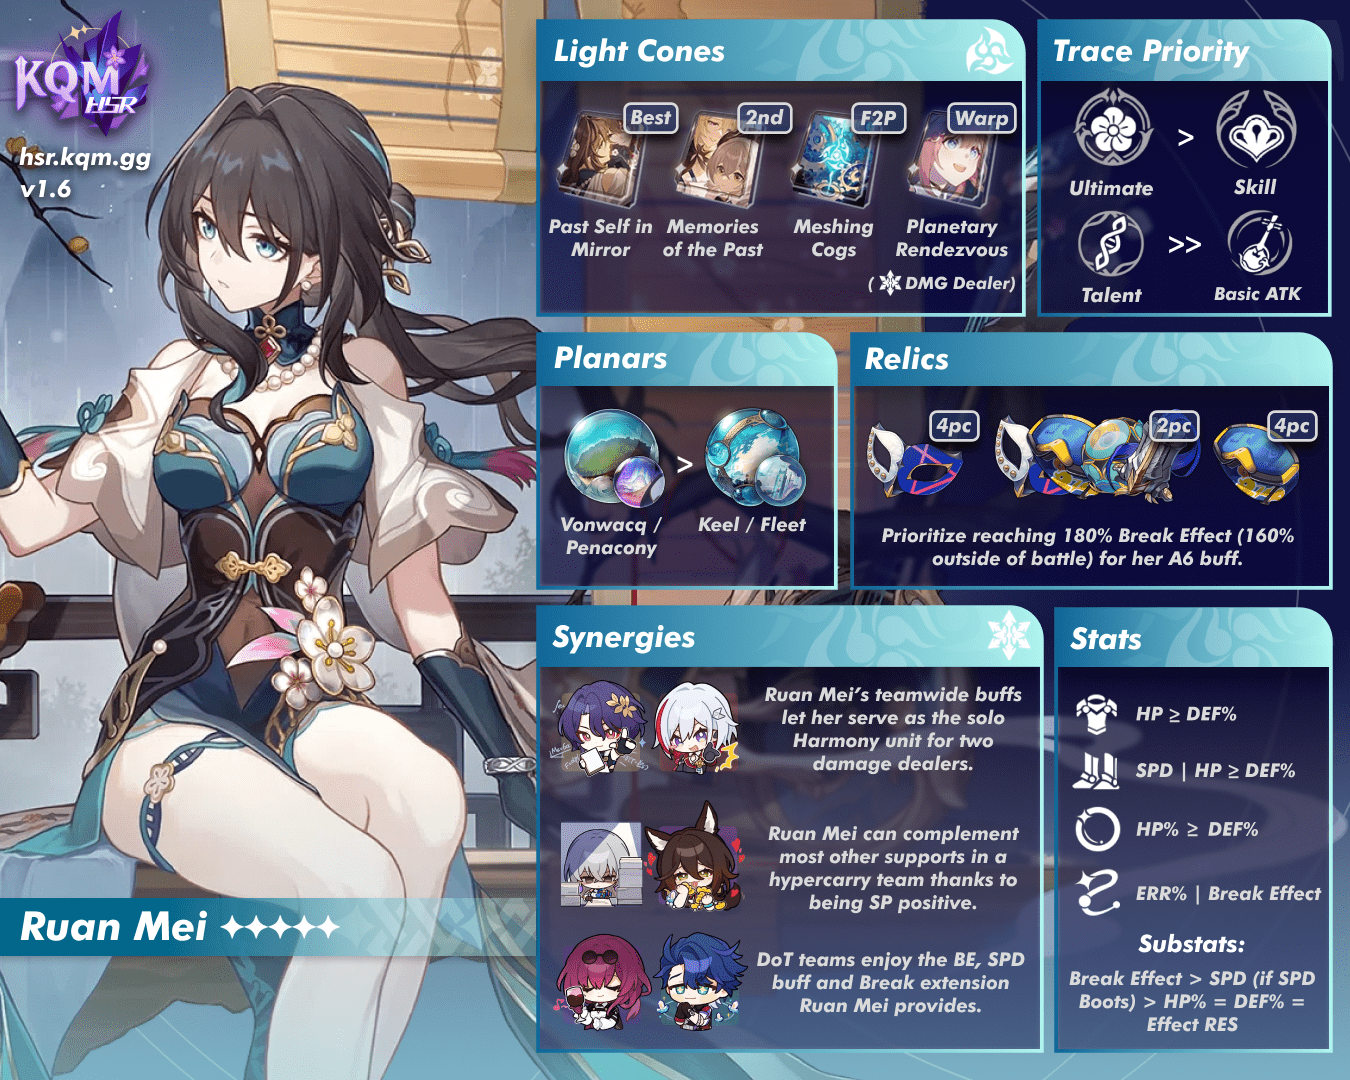 KQM
HSR
hsr.kqm.gg
v1.6
Ruan Mei
Light Cones
Best
2nd
F2P
Warp
Past Self in
Mirror
Memories
of the Past
Meshing
Cogs
Planetary
Rendezvous
( DMG Dealer)
Trace Priority
Ultimate
>
Skill
Talent
>>
Basic ATK
Planars
>
Vonwacq /
Penacony
Keel / Fleet
Relics
4pc
2pc
4pc
Prioritize reaching 180% Break Effect (160%
outside of battle) for her A6 buff.
Synergies
Ruan Mei's teamwide buffs
let her serve as the solo
Harmony unit for two
damage dealers.
Ruan Mei can complement
most other supports in a
hypercarry team thanks to
being SP positive.
DoT teams enjoy the BE, SPD
buff and Break extension
Ruan Mei provides.
Stats
HP ≥ DEF%
SPD | HP ≥ DEF%
HP% ≥ DEF%
ERR% | Break Effect
Substats:
Break Effect > SPD (if SPD
Boots) > HP% = DEF% =
Effect RES